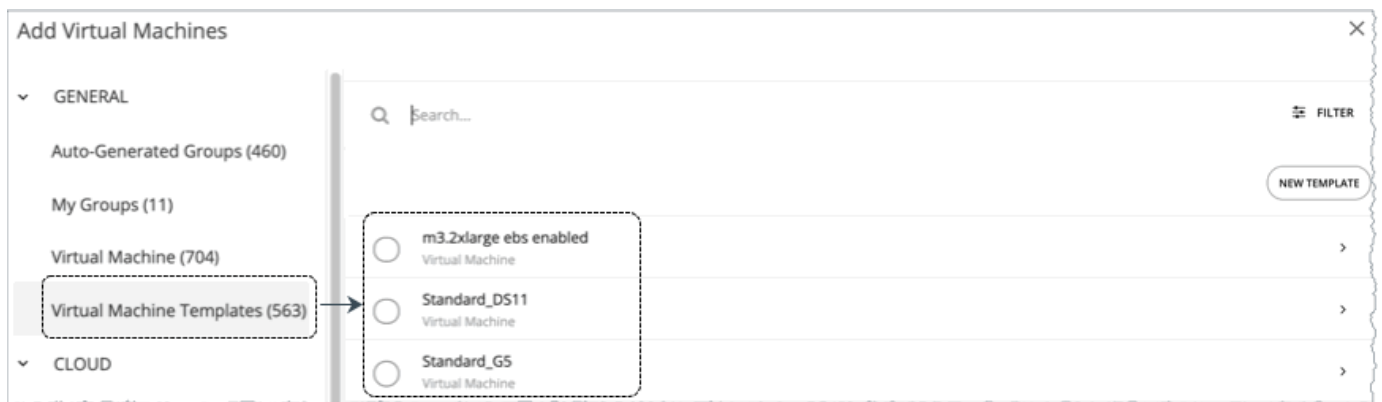 Add Virtual Machines
GENERAL
Auto-Generated Groups (460)
My Groups (11)
Virtual Machine (704)
Virtual Machine Templates (563)
CLOUD
Search...
FILTER
NEW TEMPLATE
m3.2xlarge ebs enabled
Virtual Machine
Standard_DS11
Virtual Machine
Standard_G5
Virtual Machine